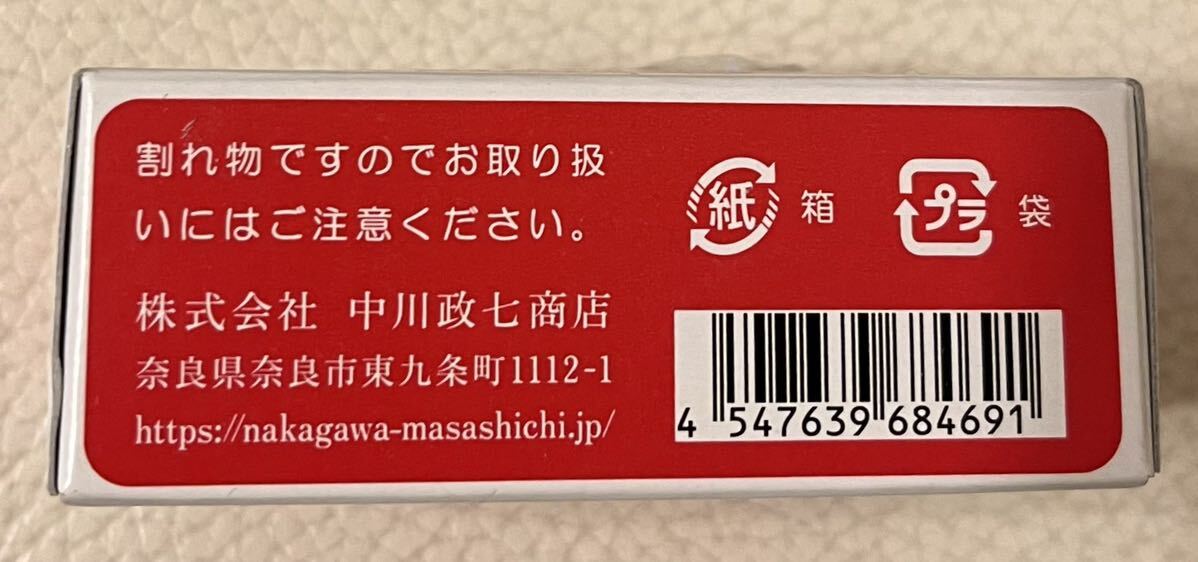 割れ物ですのでお取り扱
いにはご注意ください。
株式会社 中川政七商店
奈良県奈良市東九条町1112-1
https://nakagawa-masashichi.jp/
紙 箱
プラ 袋
4 547639 684691